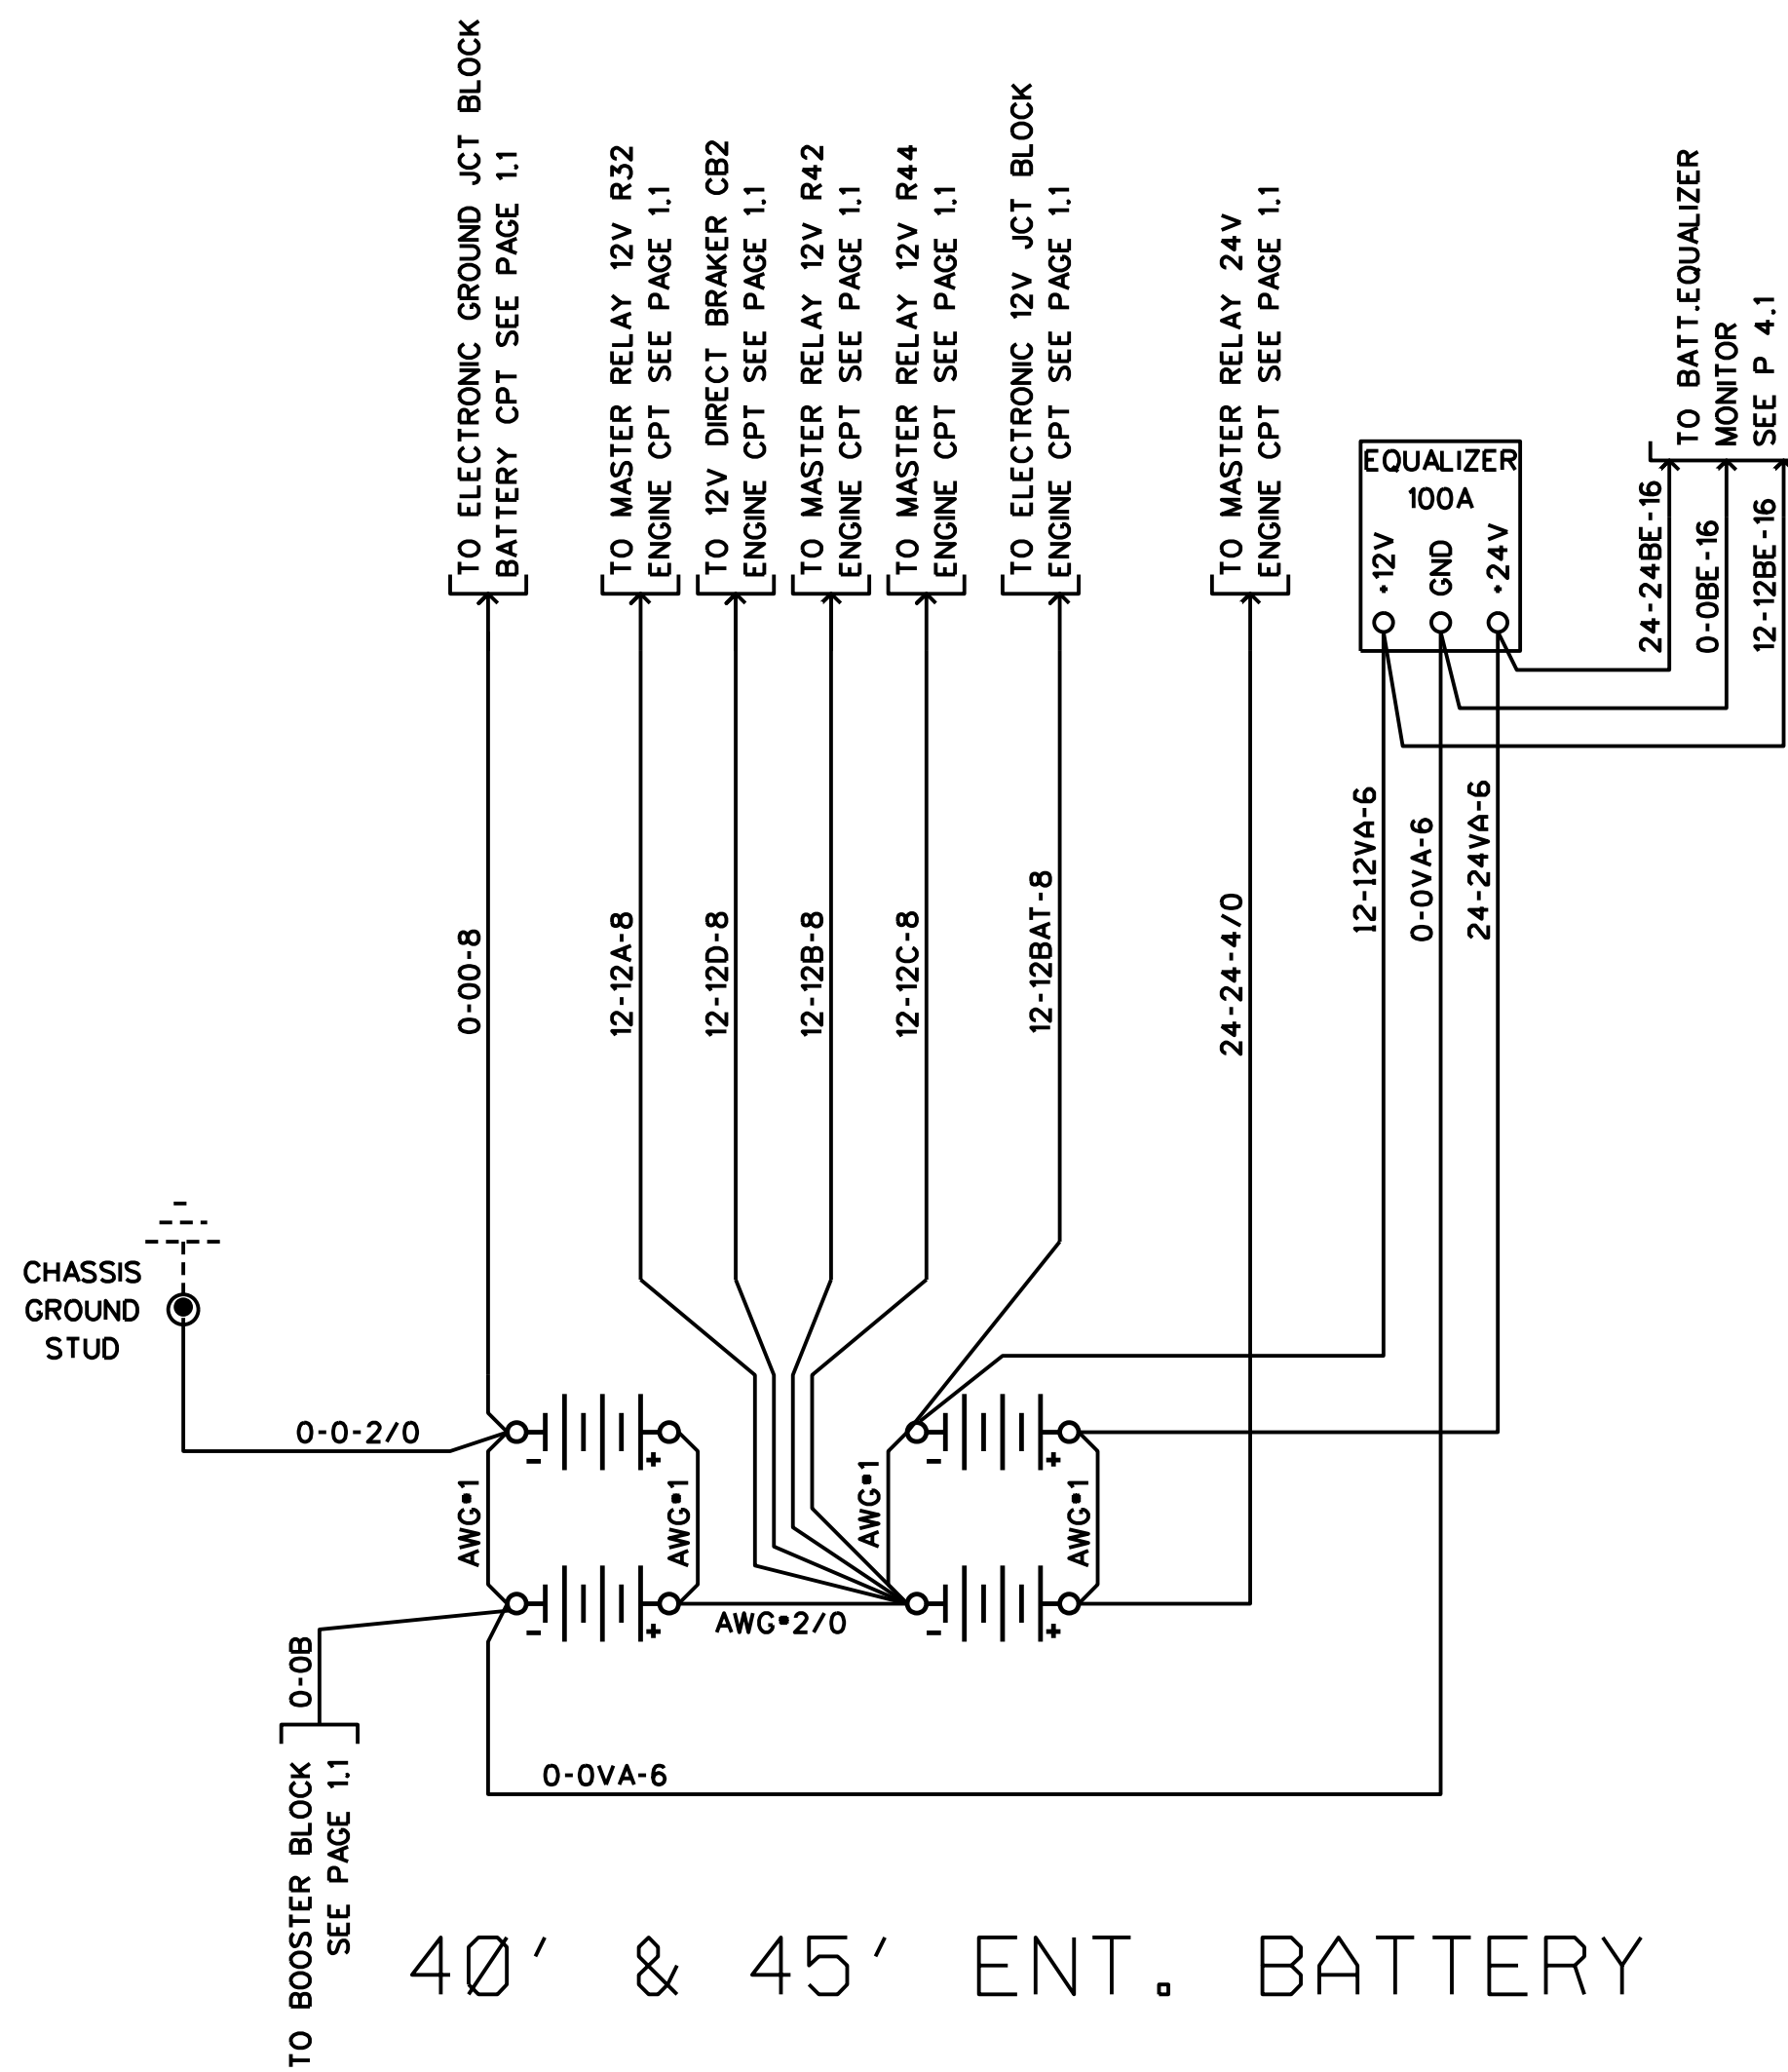 TO ELECTRONIC GROUND JCT BLOCK
BATTERY CPT SEE PAGE 1.1
TO MASTER RELAY 12V R32
ENGINE CPT SEE PAGE 1.1
TO 12V DIRECT BRAKER CB2
ENGINE CPT SEE PAGE 1.1
TO MASTER RELAY 12V R42
ENGINE CPT SEE PAGE 1.1
TO MASTER RELAY 12V R44
ENGINE CPT SEE PAGE 1.1
TO ELECTRONIC 12V JCT BLOCK
ENGINE CPT SEE PAGE 1.1
TO MASTER RELAY 24V
ENGINE CPT SEE PAGE 1.1
EQUALIZER
100A
+12V
GND
+24V
TO BATT.EQUALIZER
MONITOR
SEE P 4.1
24-24BE-16
0-0BE-16
12-12BE-16
0-00-8
12-12A-8
12-12D-8
12-12B-8
12-12C-8
12-12BAT-8
24-24-4/0
12-12VA-6
0-0VA-6
24-24VA-6
CHASSIS
GROUND
STUD
0-0-2/0
- +
- +
AWG#1
AWG#1
AWG#1
AWG#1
- +
- +
AWG#2/0
0-0B
0-0VA-6
TO BOOSTER BLOCK
SEE PAGE 1.1
40' & 45' ENT. BATTERY